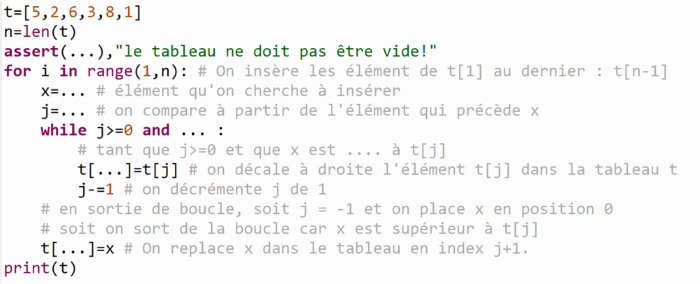 t=[5,2,6,3,8,1]
n=len(t)
assert(...),"le tableau ne doit pas être vide!"
for i in range(1,n): # On insère les élément de t[1] au dernier : t[n-1]
    x=... # élément qu'on cherche à insérer
    j=... # on compare à partir de l'élément qui précède x
    while j>=0 and ... :
        # tant que j>=0 et que x est .... à t[j]
        t[...]=t[j] # on décale à droite l'élément t[j] dans la tableau t
        j-=1 # on décrémente j de 1
    # en sortie de boucle, soit j = -1 et on place x en position 0
    # soit on sort de la boucle car x est supérieur à t[j]
    t[...]=x # On replace x dans le tableau en index j+1.
print(t)